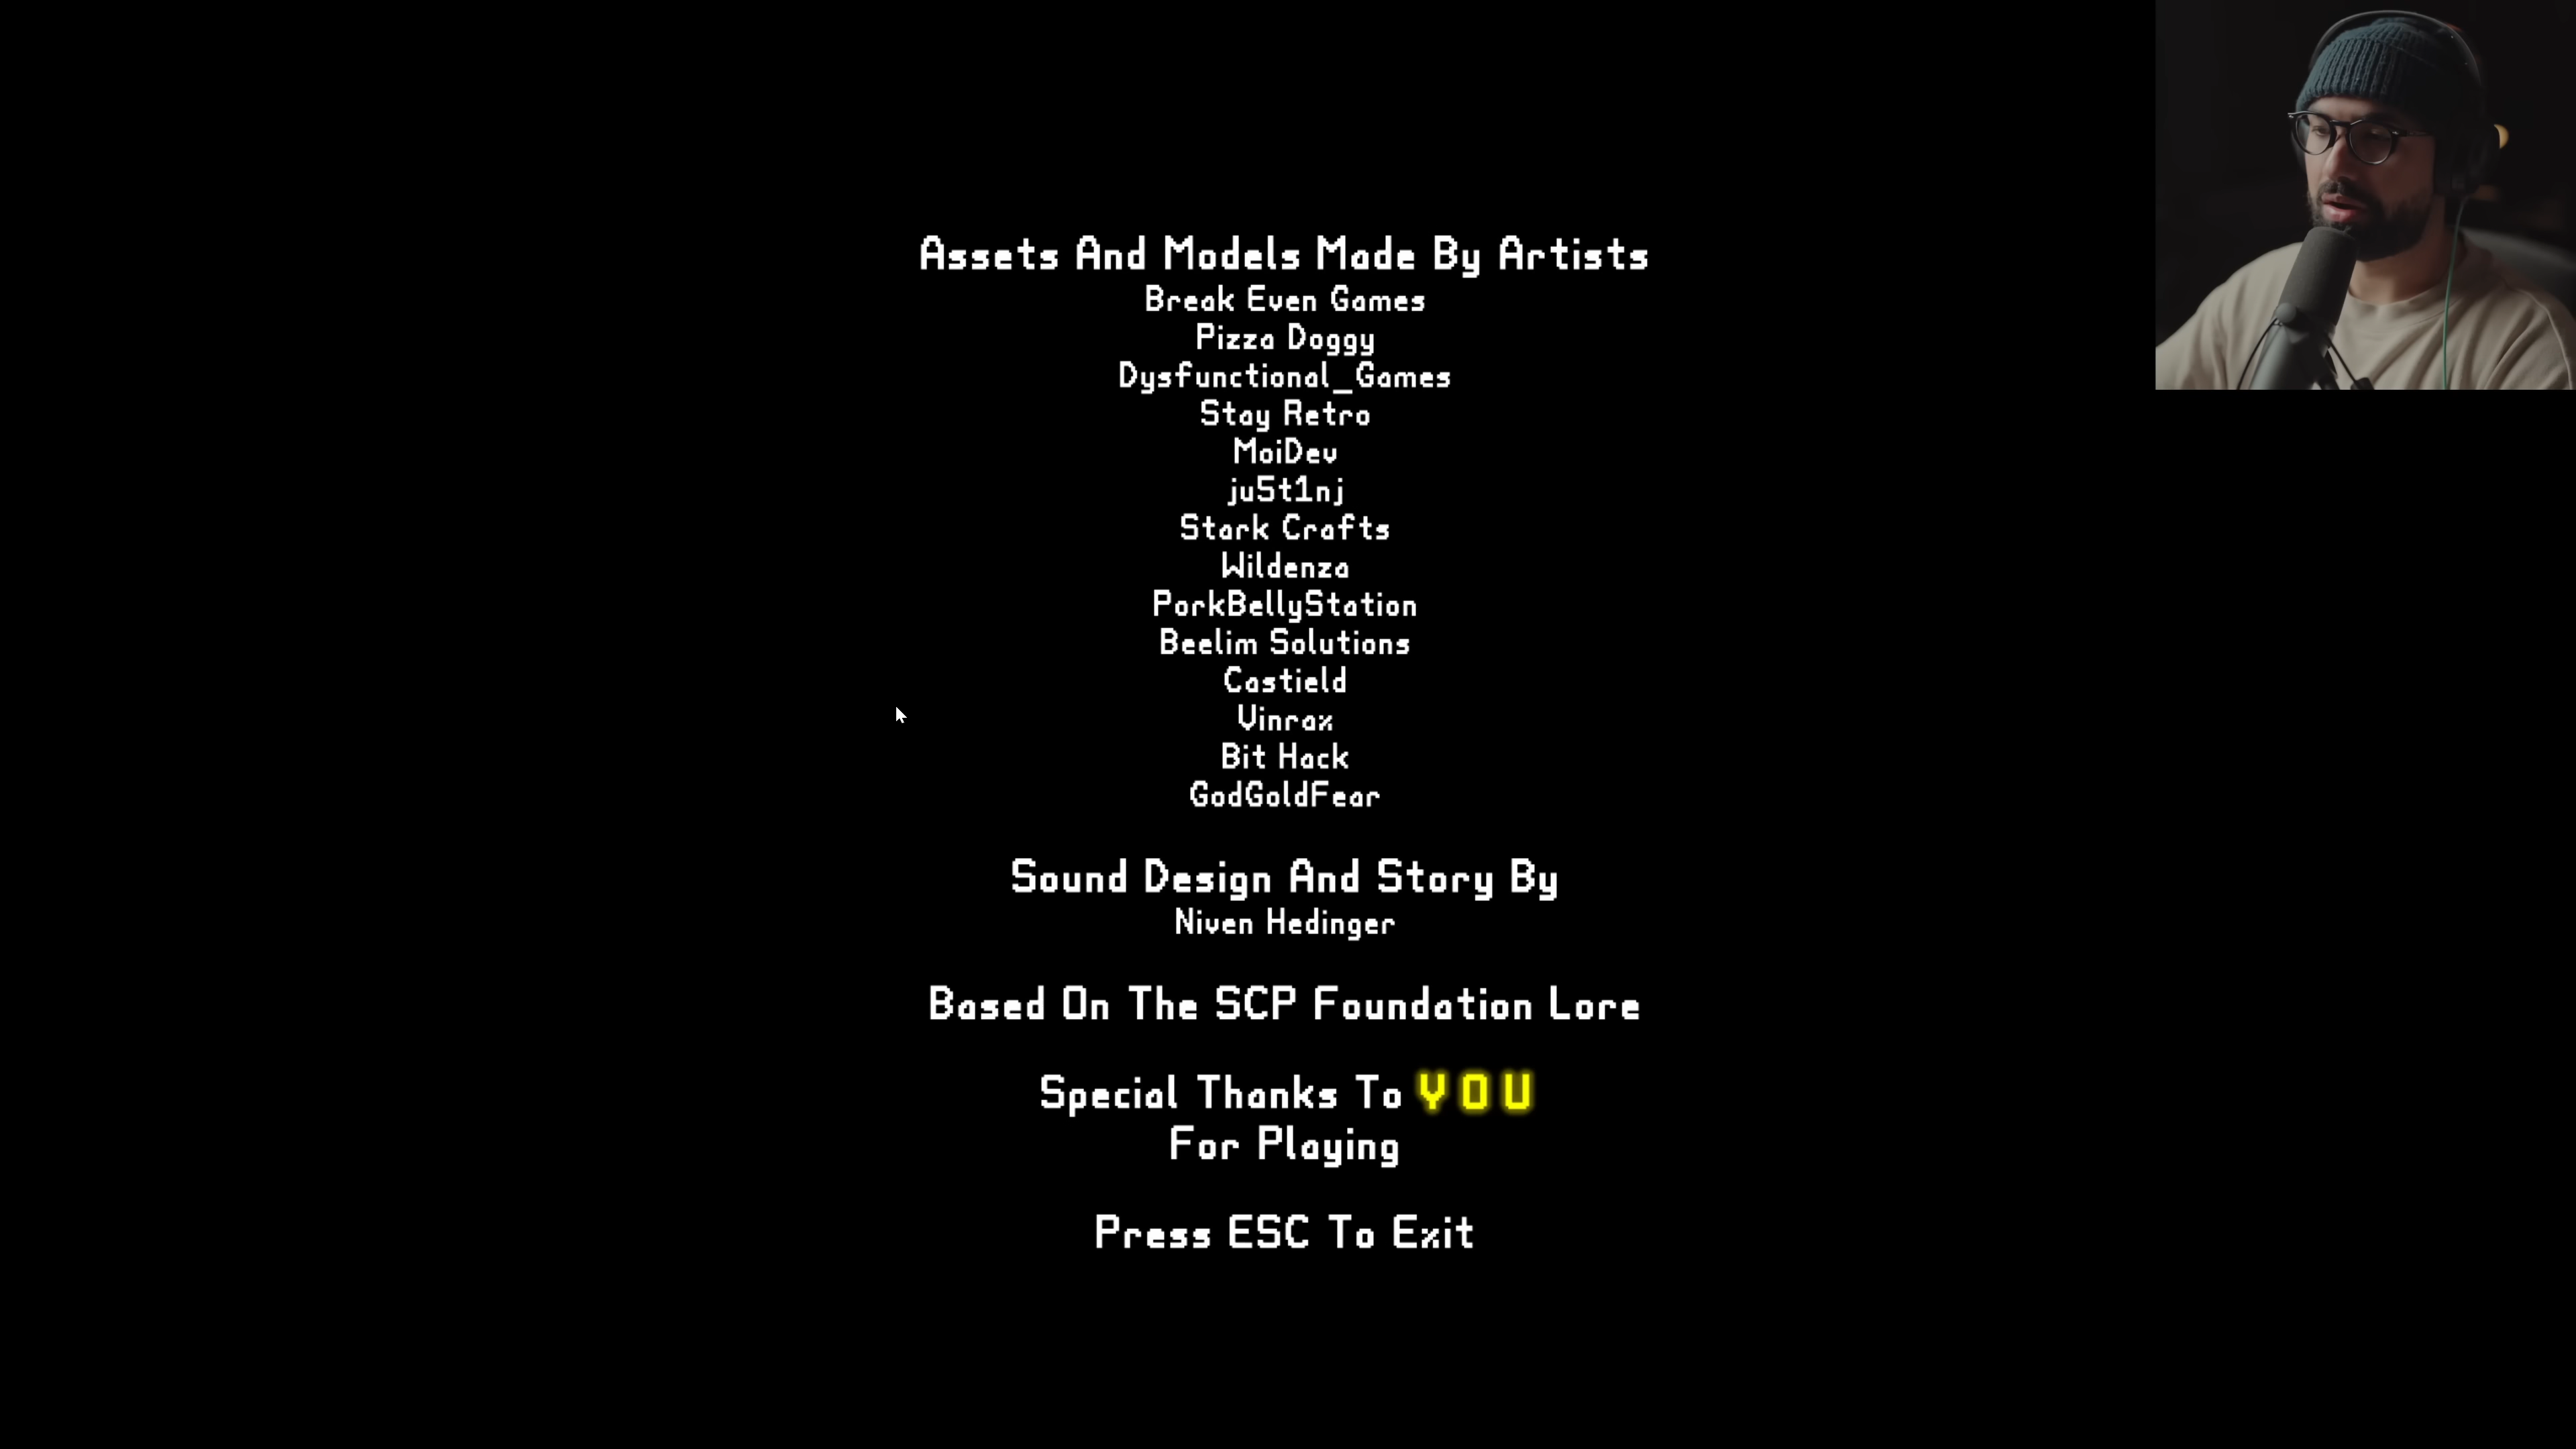 Assets And Models Made By Artists
Break Even Games
Pizza Doggy
Dysfunctional_Games
Stay Retro
MoiDev
ju5t1nj
Stark Crafts
Wildenza
PorkBellyStation
Beelim Solutions
Castield
Vinrax
Bit Hack
GodGoldFear
Sound Design And Story By
Niven Hedinger
Based On The SCP Foundation Lore
Special Thanks To Y O U
For Playing
Press ESC To Exit